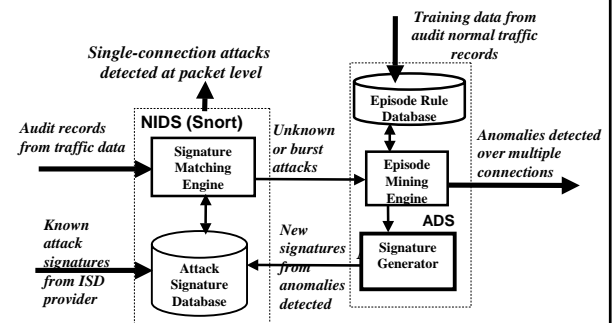 Training data from
audit normal traffic
records
Single-connection attacks
detected at packet level
Episode Rule
Database
NIDS (Snort)
Audit records
from traffic data
Signature
Matching
Engine
Unknown
or burst
attacks
Episode
Mining
Engine
Anomalies detected
over multiple
connections
ADS
Known
attack
signatures
from ISD
provider
Attack
Signature
Database
New
signatures
from
anomalies
detected
Signature
Generator